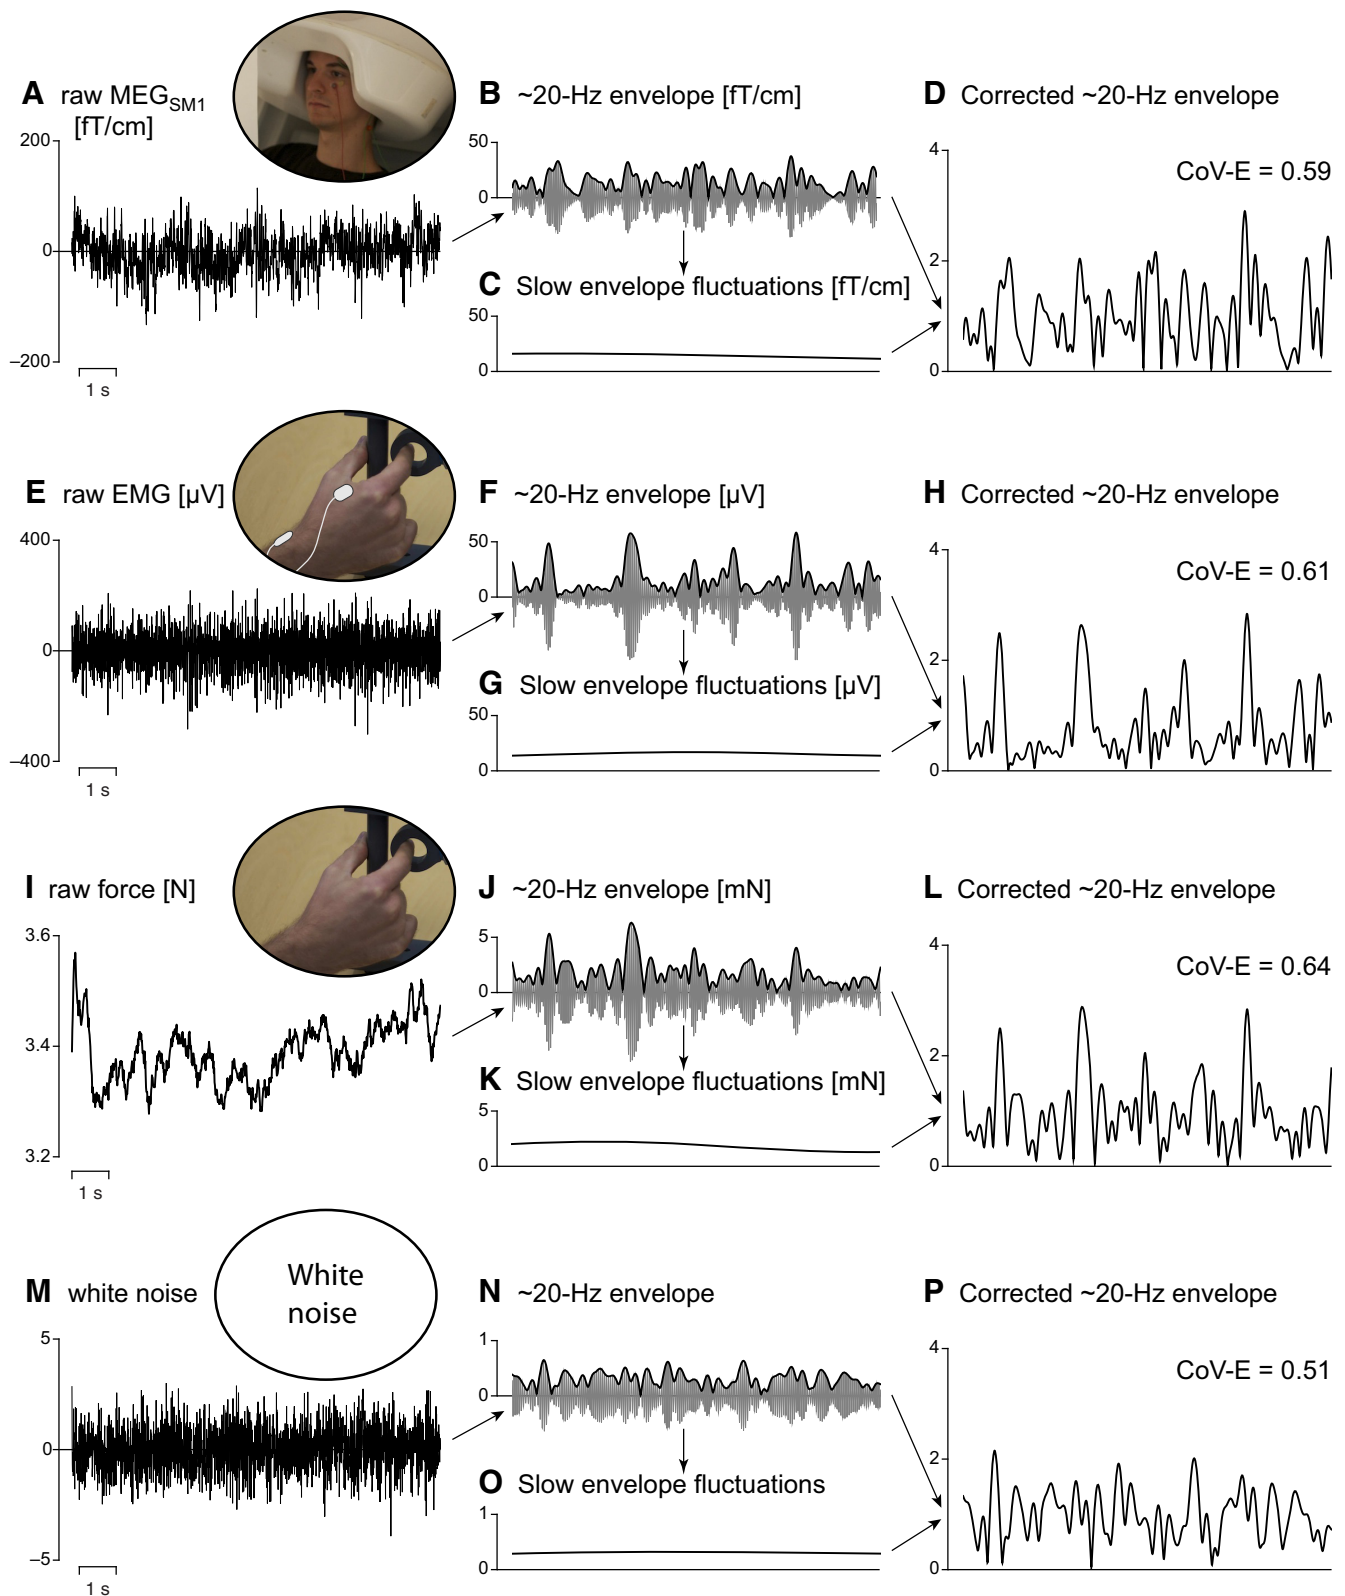 A raw MEGSM1
[fT/cm]
200
0
–200
1 s
B ~20-Hz envelope [fT/cm]
50
0
C Slow envelope fluctuations [fT/cm]
50
0
D Corrected ~20-Hz envelope
4
CoV-E = 0.59
2
0
E raw EMG [µV]
400
0
–400
1 s
F ~20-Hz envelope [µV]
50
0
G Slow envelope fluctuations [µV]
50
0
H Corrected ~20-Hz envelope
4
CoV-E = 0.61
2
0
I raw force [N]
3.6
3.4
3.2
1 s
J ~20-Hz envelope [mN]
5
0
K Slow envelope fluctuations [mN]
5
0
L Corrected ~20-Hz envelope
4
CoV-E = 0.64
2
0
M white noise
White
noise
5
0
–5
1 s
N ~20-Hz envelope
1
0
O Slow envelope fluctuations
1
0
P Corrected ~20-Hz envelope
4
CoV-E = 0.51
2
0